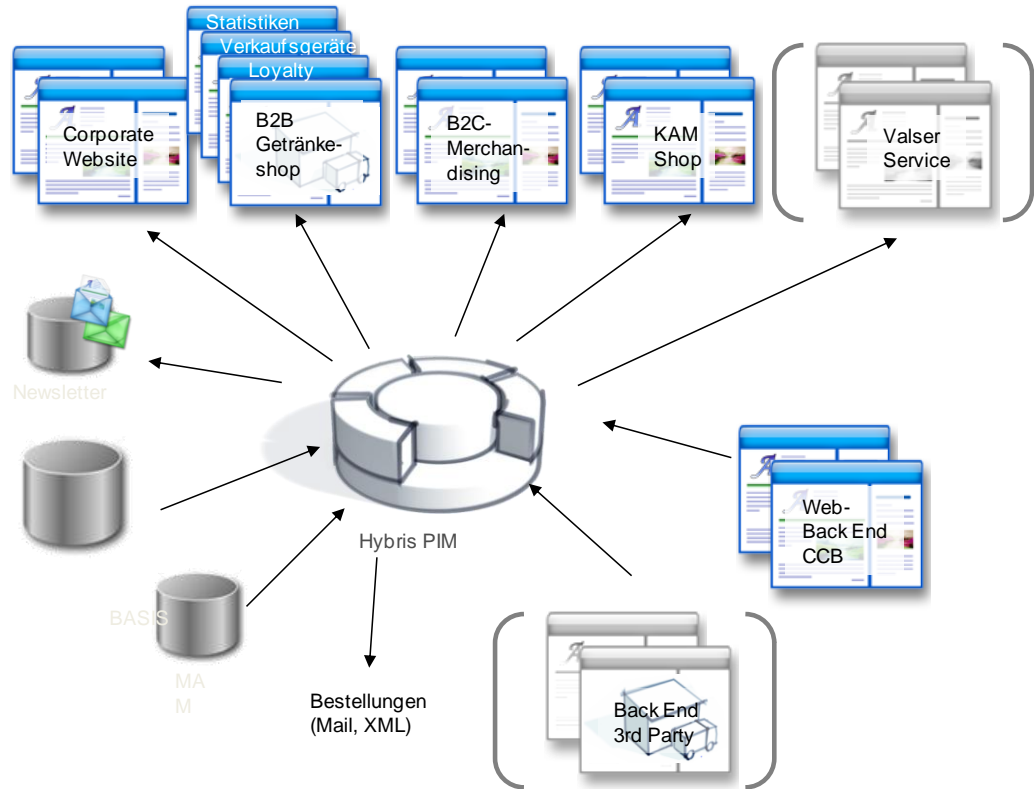 Statistiken
Verkaufsgeräte
Loyalty
Corporate
Website
B2B
Getränke-
shop
B2C-
Merchan-
dising
KAM
Shop
Valser
Service
Newsletter
Hybris PIM
Web-
Back End
CCB
BASIS
MA
M
Bestellungen
(Mail, XML)
Back End
3rd Party